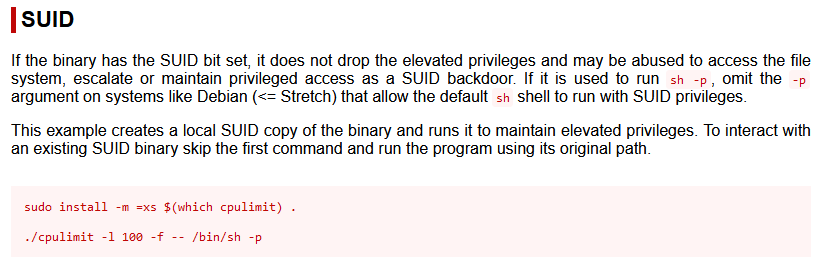 SUID
If the binary has the SUID bit set, it does not drop the elevated privileges and may be abused to access the file
system, escalate or maintain privileged access as a SUID backdoor. If it is used to run sh -p, omit the -p
argument on systems like Debian (<= Stretch) that allow the default sh shell to run with SUID privileges.
This example creates a local SUID copy of the binary and runs it to maintain elevated privileges. To interact with
an existing SUID binary skip the first command and run the program using its original path.
sudo install -m =xs $(which cpulimit) .
./cpulimit -l 100 -f -- /bin/sh -p